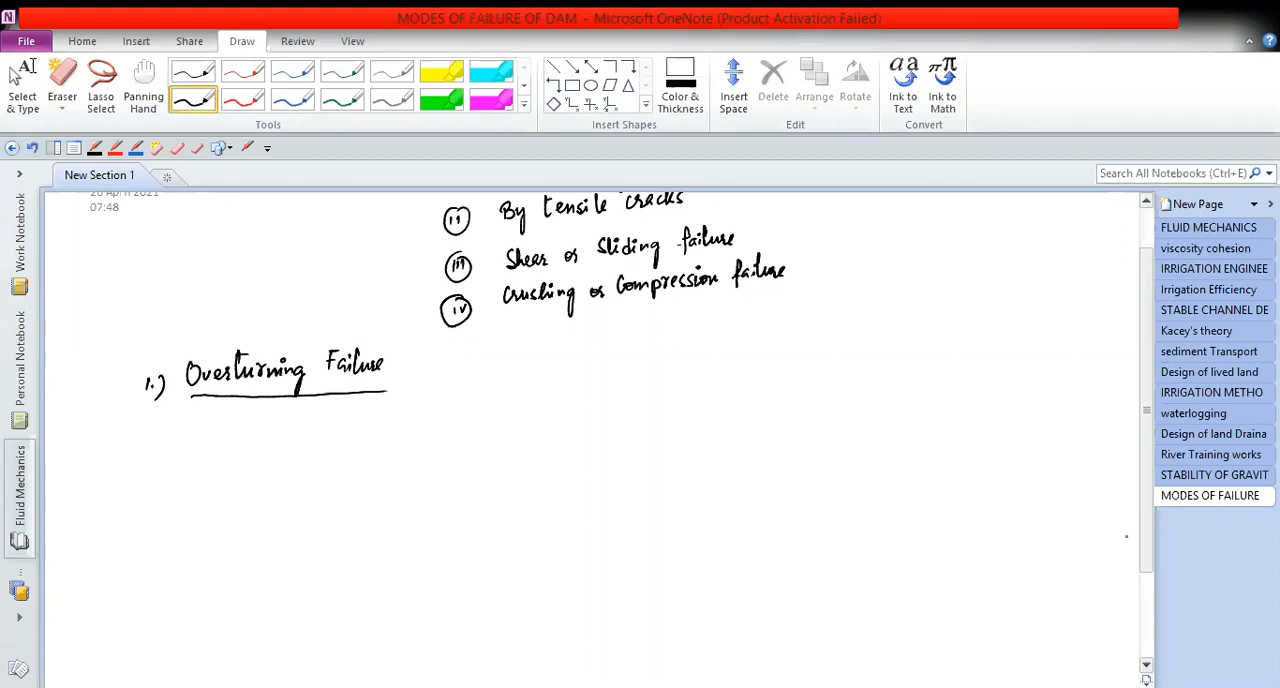 MODES OF FAILURE OF DAM - Microsoft OneNote (Product Activation Failed)
File Home Insert Share Draw Review View
Select & Type
Eraser
Lasso Select
Panning Hand
Color & Thickness
Insert Space
Delete
Arrange
Rotate
Ink to Text
Ink to Math
Tools
Insert Shapes
Edit
Convert
New Section 1
Search All Notebooks (Ctrl+E)
26 April 2021
07:48
(ii) By tensile cracks
(iii) Shear or Sliding failure
(iv) Crushing or Compression failure
1.) Overturning Failure
Work Notebook
Personal Notebook
Fluid Mechanics
New Page
FLUID MECHANICS
viscosity cohesion
IRRIGATION ENGINEE
Irrigation Efficiency
STABLE CHANNEL DE
Kacey's theory
sediment Transport
Design of lived land
IRRIGATION METHO
waterlogging
Design of land Draina
River Training works
STABILITY OF GRAVIT
MODES OF FAILURE